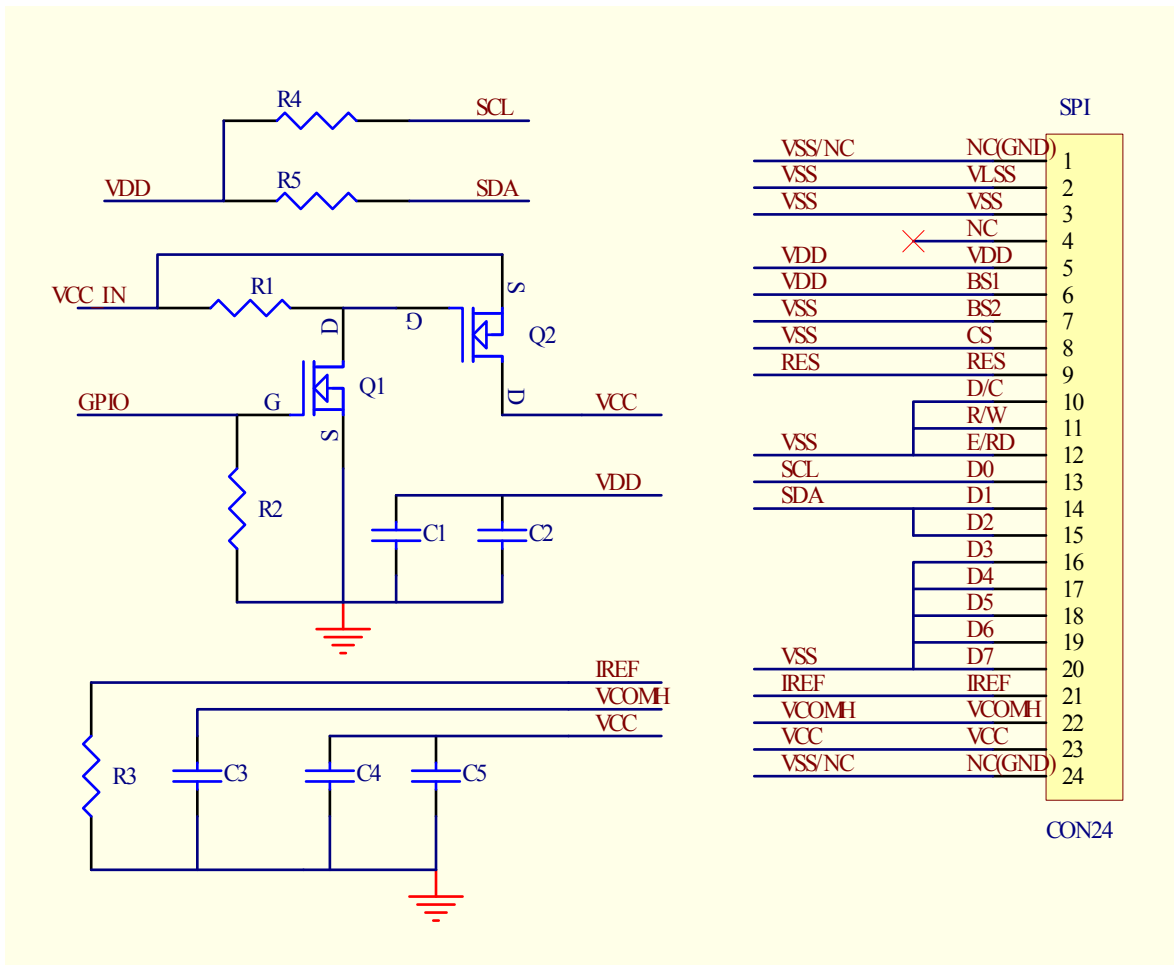 R4
SCL
VDD
R5
SDA
VCC IN
R1
D
G
S
Q2
Q1
GPIO
G
S
D
VCC
R2
VDD
C1
C2
IREF
VCOMH
VCC
R3
C3
C4
C5
SPI
VSS/NC NC(GND) 1
VSS VLSS 2
VSS VSS 3
NC 4
VDD VDD 5
VDD BS1 6
VSS BS2 7
VSS CS 8
RES RES 9
D/C 10
R/W 11
VSS E/RD 12
SCL D0 13
SDA D1 14
D2 15
D3 16
D4 17
D5 18
D6 19
VSS D7 20
IREF IREF 21
VCOMH VCOMH 22
VCC VCC 23
VSS/NC NC(GND) 24
CON24